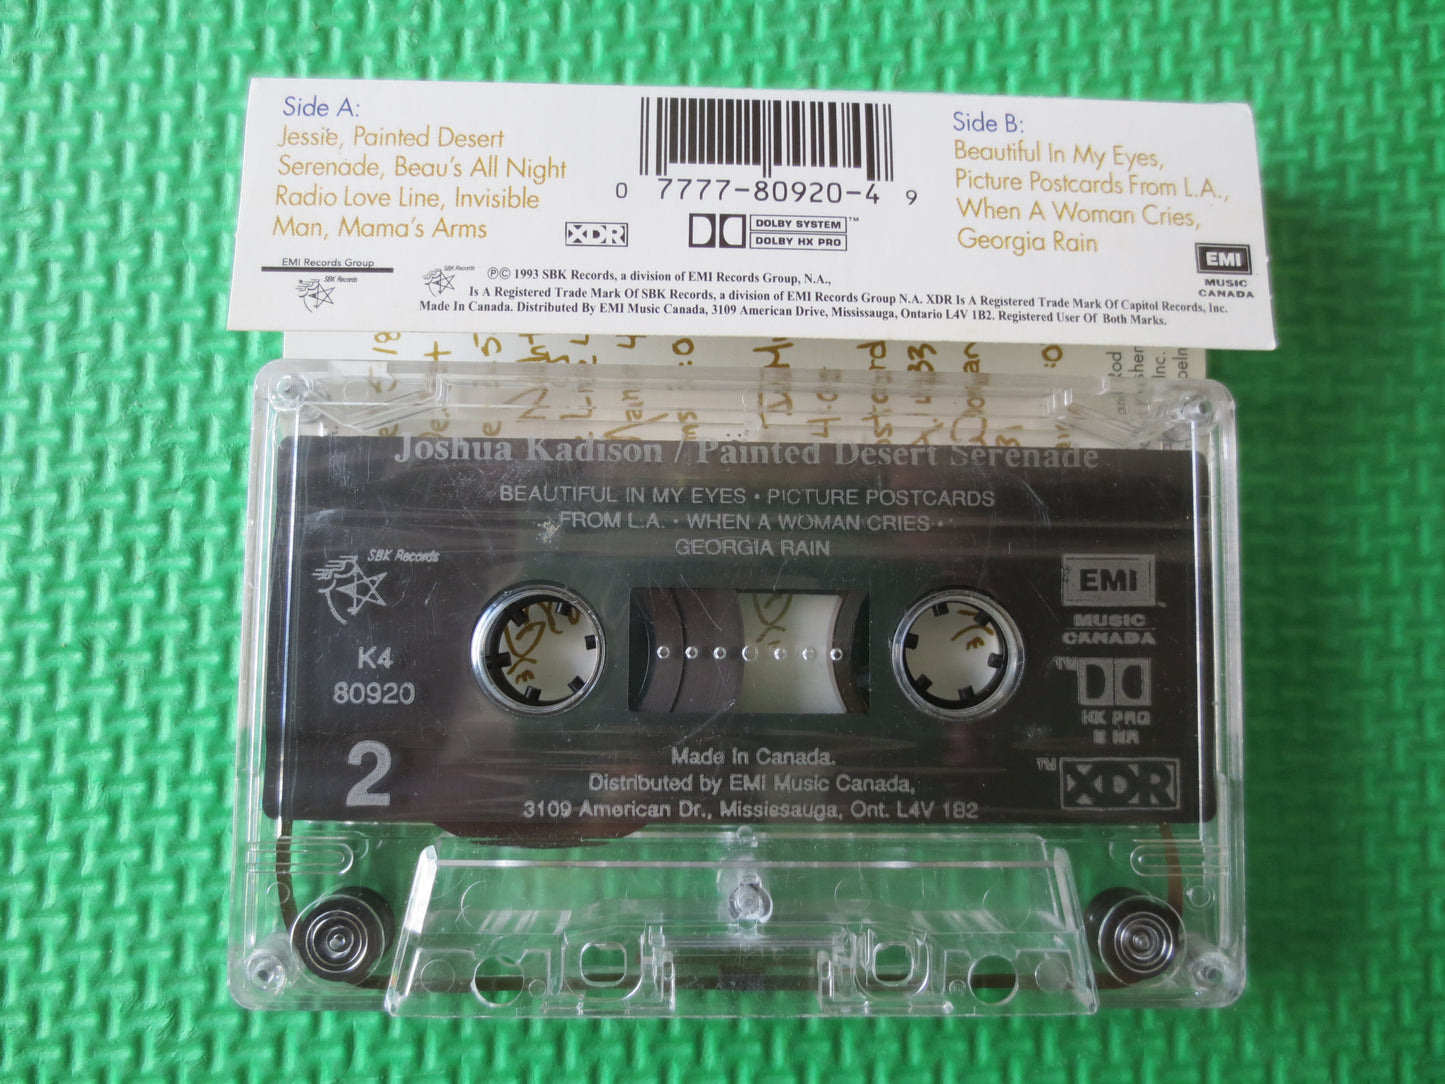 Side A:
Jessie, Painted Desert
Serenade, Beau's All Night
Radio Love Line, Invisible
Man, Mama's Arms
EMI Records Group
SBK Records
0 7777-80920-4 9
XDR
DOLBY SYSTEM™
DOLBY HX PRO
Side B:
Beautiful In My Eyes,
Picture Postcards From L.A.,
When A Woman Cries,
Georgia Rain
EMI
MUSIC
CANADA
SBK Records
℗© 1993 SBK Records, a division of EMI Records Group, N.A.,
Is A Registered Trade Mark Of SBK Records, a division of EMI Records Group N.A. XDR Is A Registered Trade Mark Of Capitol Records, Inc.
Made In Canada. Distributed By EMI Music Canada, 3109 American Drive, Mississauga, Ontario L4V 1B2. Registered User Of Both Marks.
Joshua Kadison / Painted Desert Serenade
BEAUTIFUL IN MY EYES • PICTURE POSTCARDS
FROM L.A. • WHEN A WOMAN CRIES •
GEORGIA RAIN
SBK Records
K4
80920
2
EMI
MUSIC
CANADA
™
HX PRO
B NR
™ XDR
Made In Canada.
Distributed by EMI Music Canada,
3109 American Dr., Mississauga, Ont. L4V 1B2